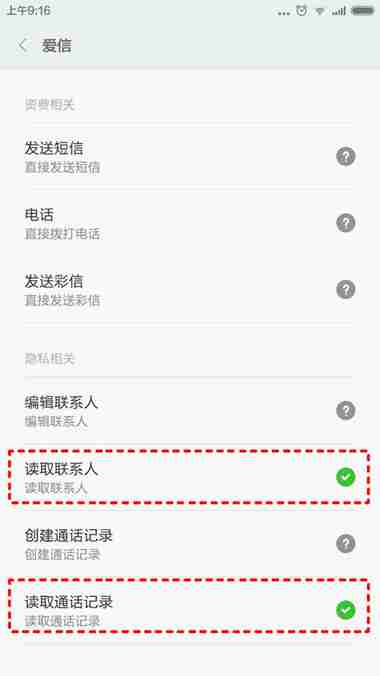 上午9:16
爱信
资费相关
发送短信
直接发送短信
电话
直接拨打电话
发送彩信
直接发送彩信
隐私相关
编辑联系人
编辑联系人
读取联系人
读取联系人
创建通话记录
创建通话记录
读取通话记录
读取通话记录